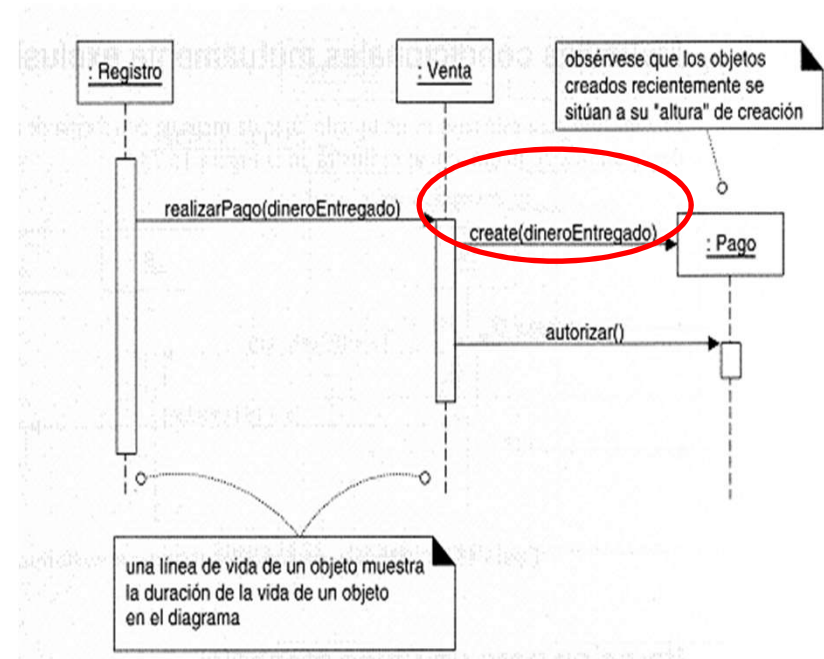 : Registro
: Venta
obsérvese que los objetos
creados recientemente se
sitúan a su "altura" de creación
realizarPago(dineroEntregado)
create(dineroEntregado)
: Pago
autorizar()
una línea de vida de un objeto muestra
la duración de la vida de un objeto
en el diagrama